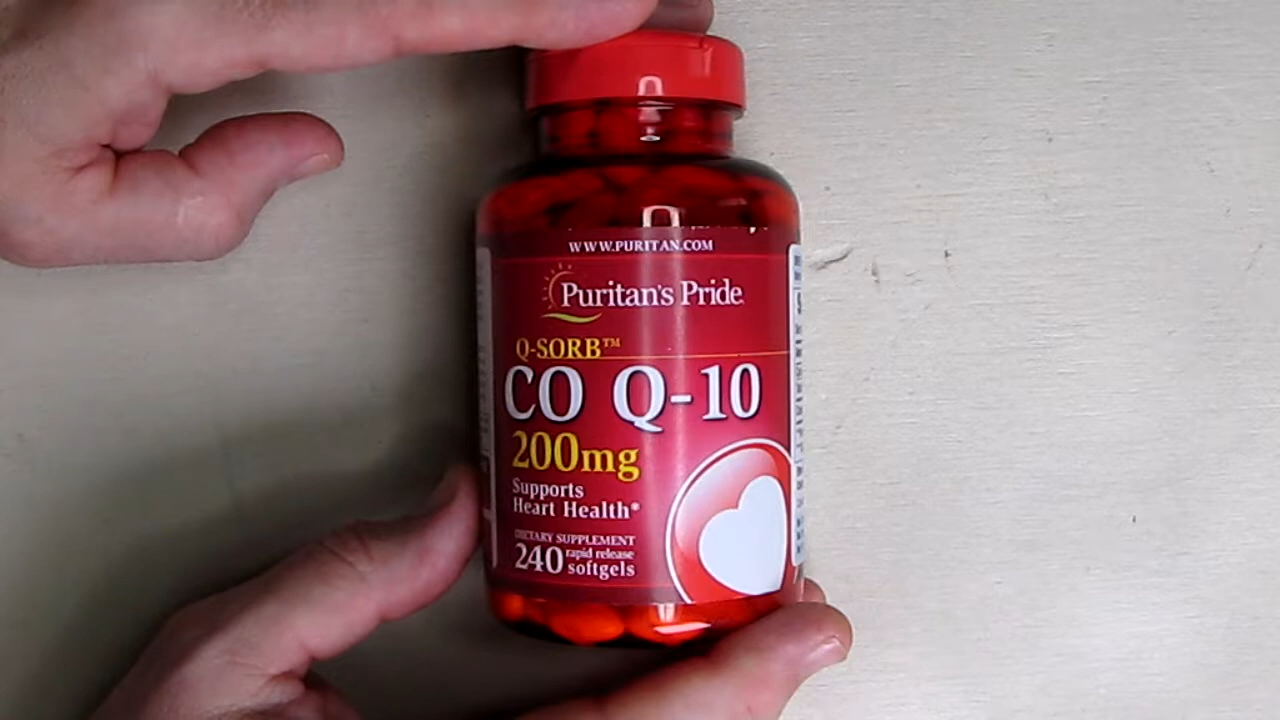 WWW.PURITAN.COM
Puritan's Pride
Q-SORB™
CO Q-10
200mg
Supports
Heart Health*
DIETARY SUPPLEMENT
240 rapid release
softgels